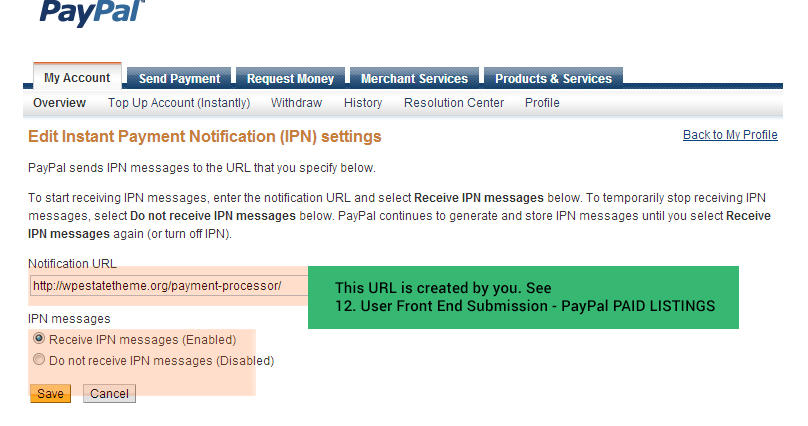 PayPal™
My Account Send Payment Request Money Merchant Services Products & Services
Overview Top Up Account (Instantly) Withdraw History Resolution Center Profile
Edit Instant Payment Notification (IPN) settings Back to My Profile
PayPal sends IPN messages to the URL that you specify below.
To start receiving IPN messages, enter the notification URL and select Receive IPN messages below. To temporarily stop receiving IPN
messages, select Do not receive IPN messages below. PayPal continues to generate and store IPN messages until you select Receive
IPN messages again (or turn off IPN).
Notification URL
http://wpestatetheme.org/payment-processor/
This URL is created by you. See
12. User Front End Submission - PayPal PAID LISTINGS
IPN messages
Receive IPN messages (Enabled)
Do not receive IPN messages (Disabled)
Save Cancel